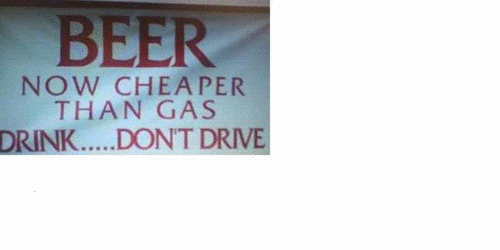 BEER
NOW CHEAPER
THAN GAS
DRINK.....DON'T DRIVE